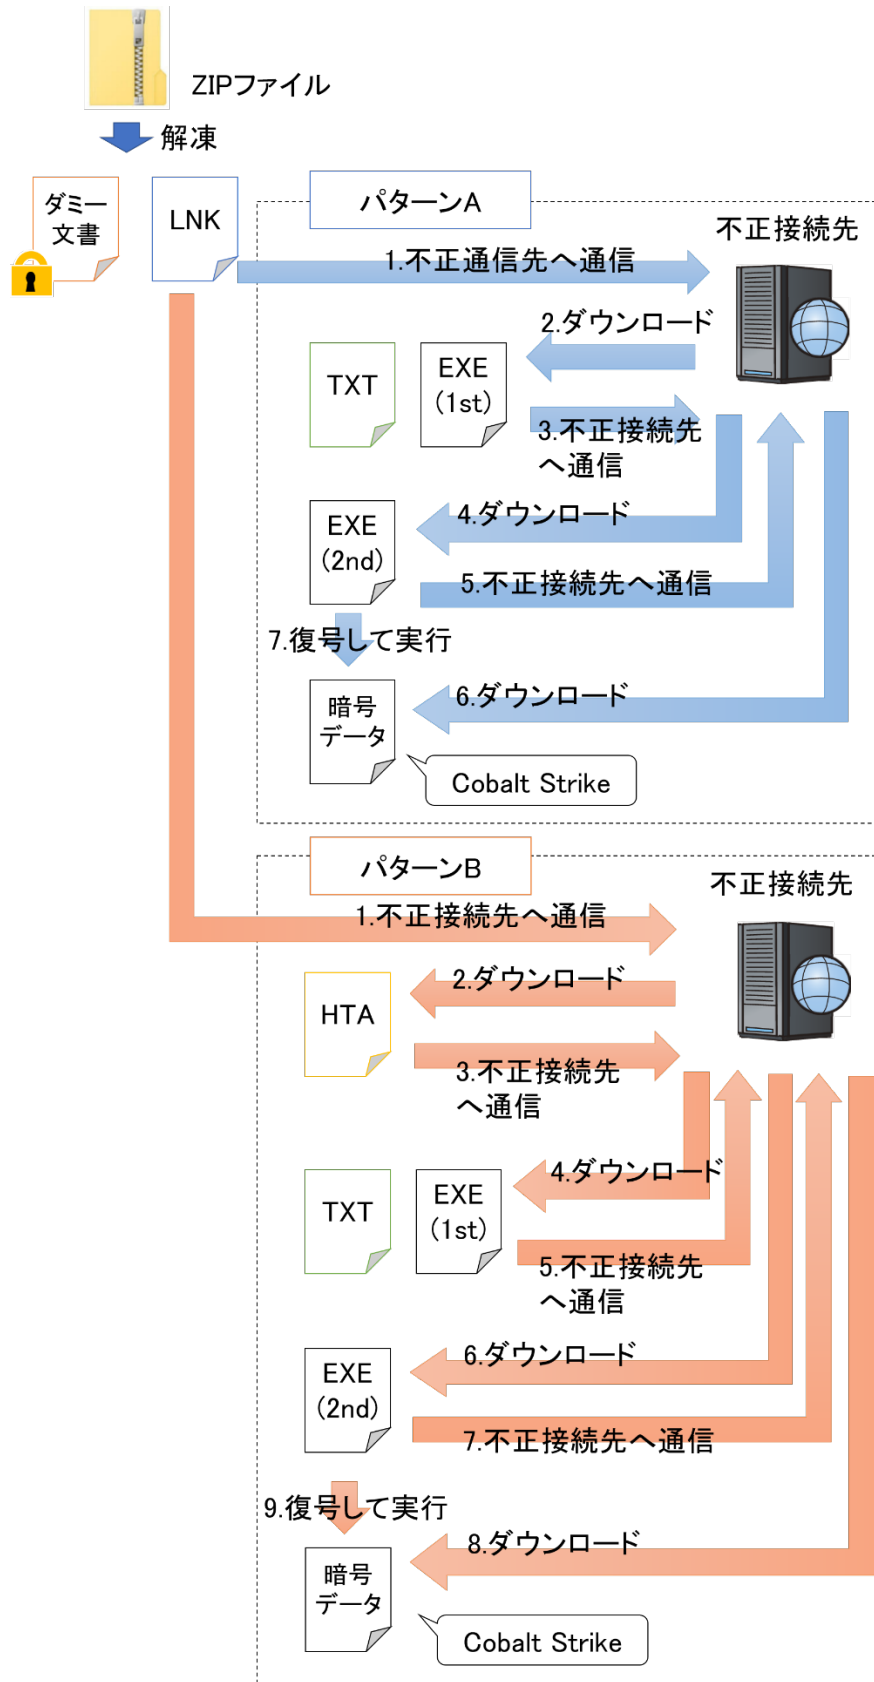 ZIPファイル
解凍
ダミー
文書
LNK
パターンA
不正接続先
1.不正通信先へ通信
2.ダウンロード
TXT
EXE
(1st)
3.不正接続先
へ通信
EXE
(2nd)
4.ダウンロード
5.不正接続先へ通信
7.復号して実行
暗号
データ
6.ダウンロード
Cobalt Strike
パターンB
不正接続先
1.不正接続先へ通信
HTA
2.ダウンロード
3.不正接続先
へ通信
TXT
EXE
(1st)
4.ダウンロード
5.不正接続先
へ通信
EXE
(2nd)
6.ダウンロード
7.不正接続先へ通信
9.復号して実行
暗号
データ
8.ダウンロード
Cobalt Strike